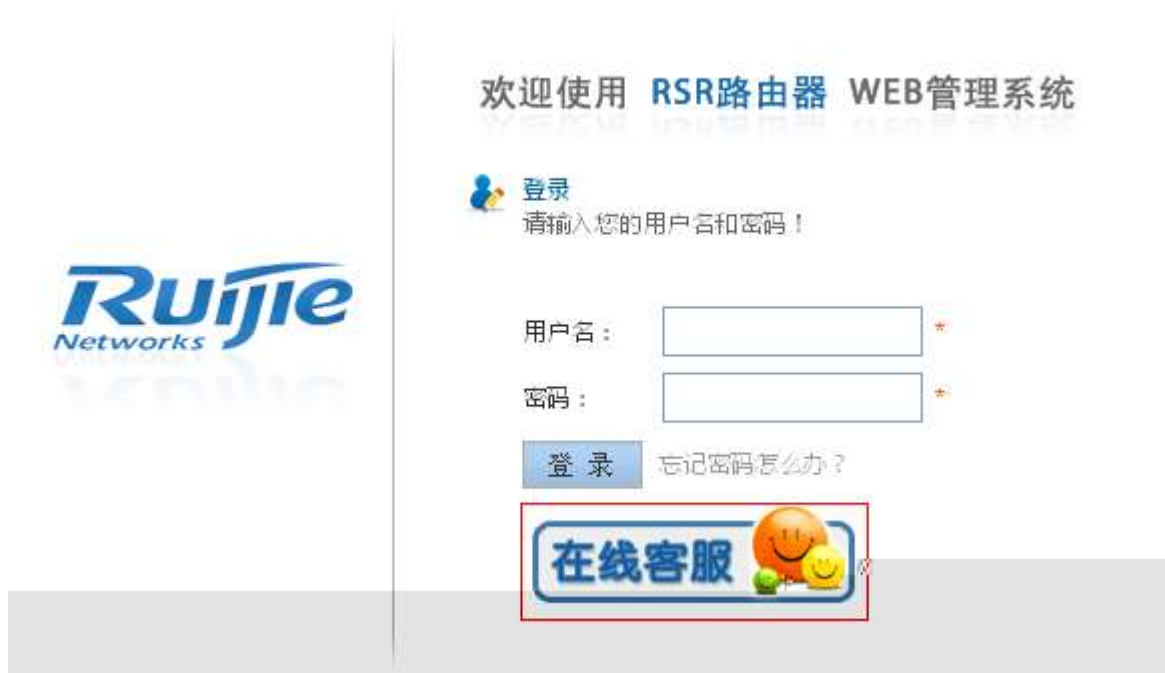 欢迎使用 RSR路由器 WEB管理系统
登录
请输入您的用户名和密码！
Ruijie
Networks
用户名： *
密码： *
登 录 忘记密码怎么办？
在线客服